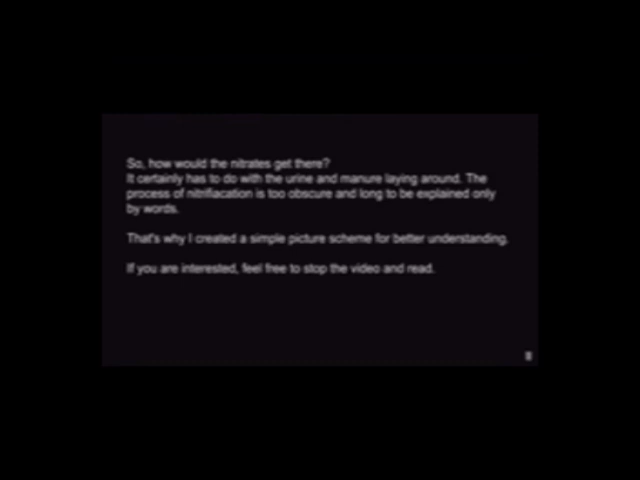 So, how would the nitrates get there?
It certainly has to do with the urine and manure laying around. The
process of nitrifiacation is too obscure and long to be explained only
by words.
That's why I created a simple picture scheme for better understanding.
If you are interested, feel free to stop the video and read.